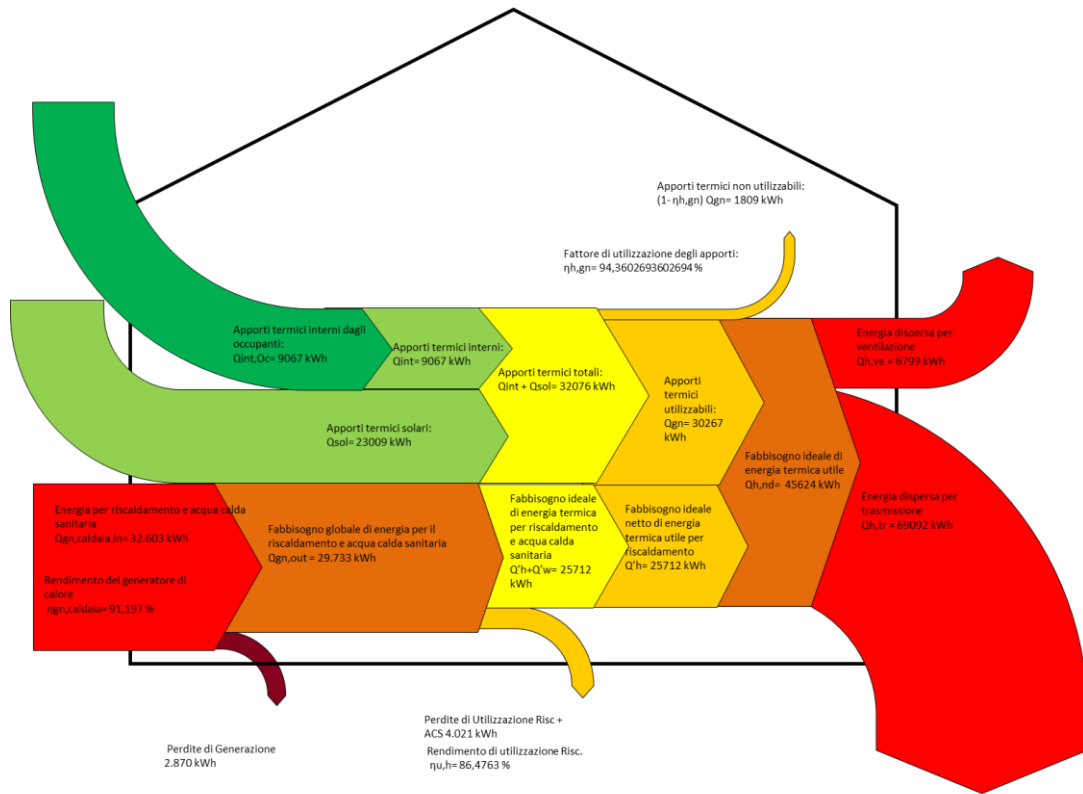 Apporti termici non utilizzabili:
(1- ηh,gn) Qgn= 1809 kWh
Fattore di utilizzazione degli apporti:
ηh,gn= 94,3602693602694 %
Apporti termici interni dagli
occupanti:
Qint,Oc= 9067 kWh
Apporti termici interni:
Qint= 9067 kWh
Apporti termici totali:
Qint + Qsol= 32076 kWh
Apporti
termici
utilizzabili:
Qgn= 30267
kWh
Energia dispersa per
ventilazione
Qh,ve = 6799 kWh
Apporti termici solari:
Qsol= 23009 kWh
Fabbisogno ideale di
energia termica utile
Qh,nd=  45624 kWh
Energia dispersa per
trasmissione
Qh,tr = 69092 kWh
Energia per riscaldamento e acqua calda
sanitaria
Qgn,caldaia,in= 32.603 kWh
Rendimento del generatore di
calore
ηgn,caldaia= 91,197 %
Fabbisogno globale di energia per il
riscaldamento e acqua calda sanitaria
Qgn,out = 29.733 kWh
Fabbisogno ideale
di energia termica
per riscaldamento
e acqua calda
sanitaria
Q'h+Q'w= 25712
kWh
Fabbisogno ideale
netto di energia
termica utile per
riscaldamento
Q'h = 25712 kWh
Perdite di Generazione
2.870 kWh
Perdite di Utilizzazione Risc +
ACS 4.021 kWh
Rendimento di utilizzazione Risc.
ηu,h= 86,4763 %